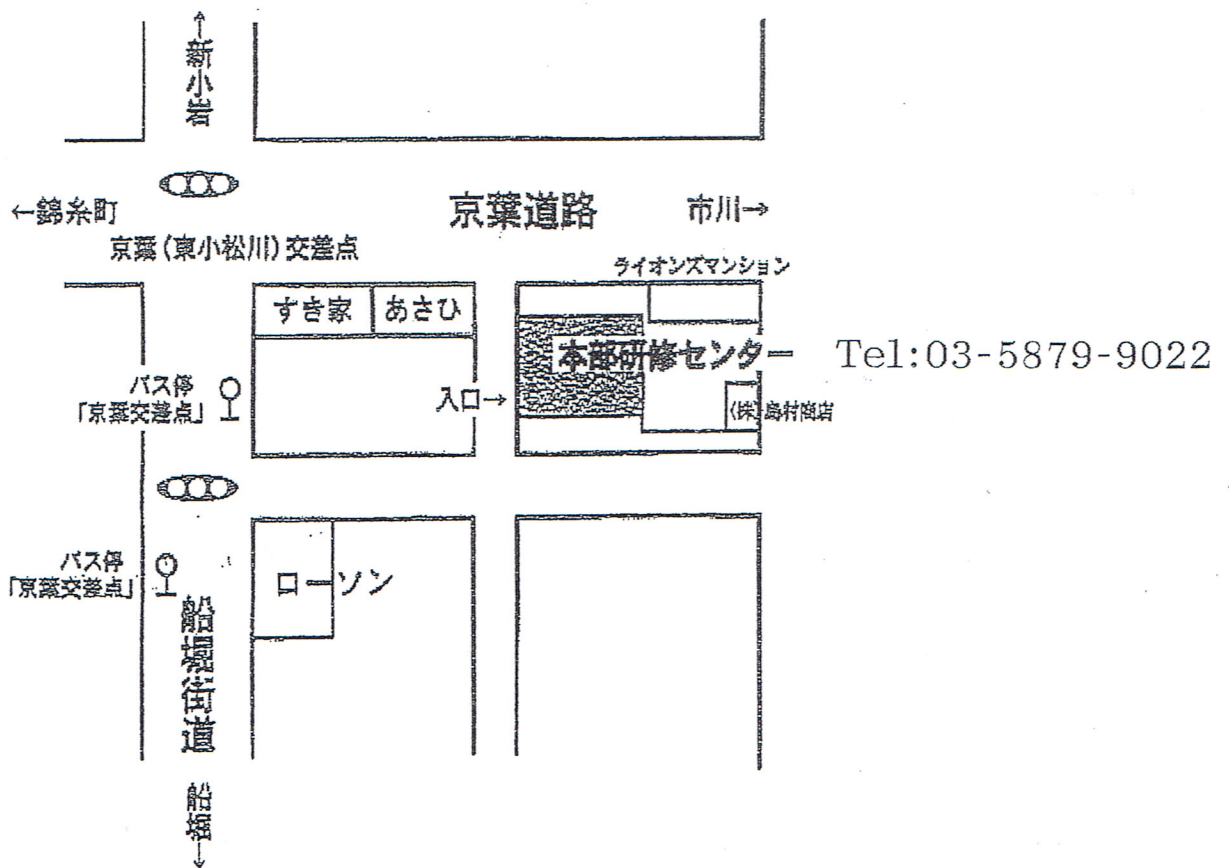 ←新小岩
←錦糸町
京葉道路
市川→
京葉(東小松川)交差点
ライオンズマンション
すき家
あさひ
本部研修センター
Tel:03-5879-9022
バス停
「京葉交差点」
入口→
(株)島村商店
バス停
「京葉交差点」
ローソン
船堀街道
船堀→